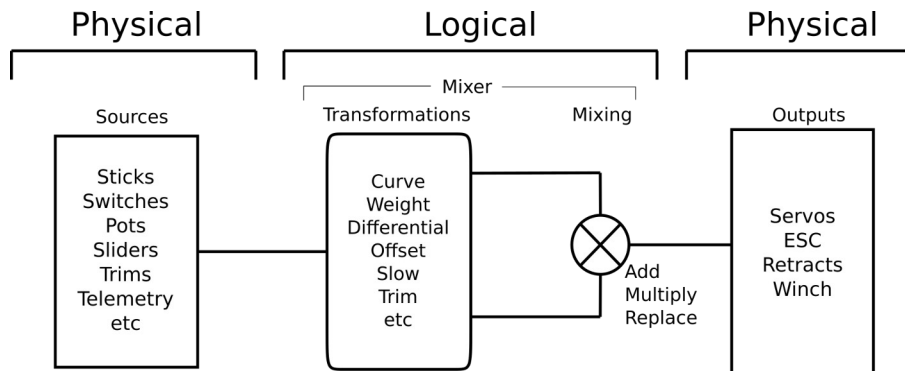 Physical
Logical
Physical
Mixer
Sources
Transformations
Mixing
Outputs
Sticks
Switches
Pots
Sliders
Trims
Telemetry
etc
Curve
Weight
Differential
Offset
Slow
Trim
etc
Add
Multiply
Replace
Servos
ESC
Retracts
Winch